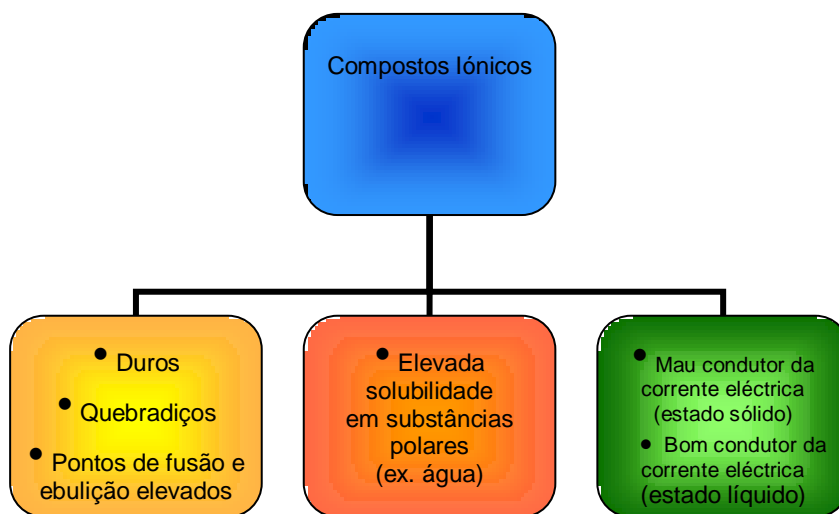 Compostos Iónicos
• Duros
• Quebradiços
• Pontos de fusão e
ebulição elevados
• Elevada
solubilidade
em substâncias
polares
(ex. água)
• Mau condutor da
corrente eléctrica
(estado sólido)
• Bom condutor da
corrente eléctrica
(estado líquido)